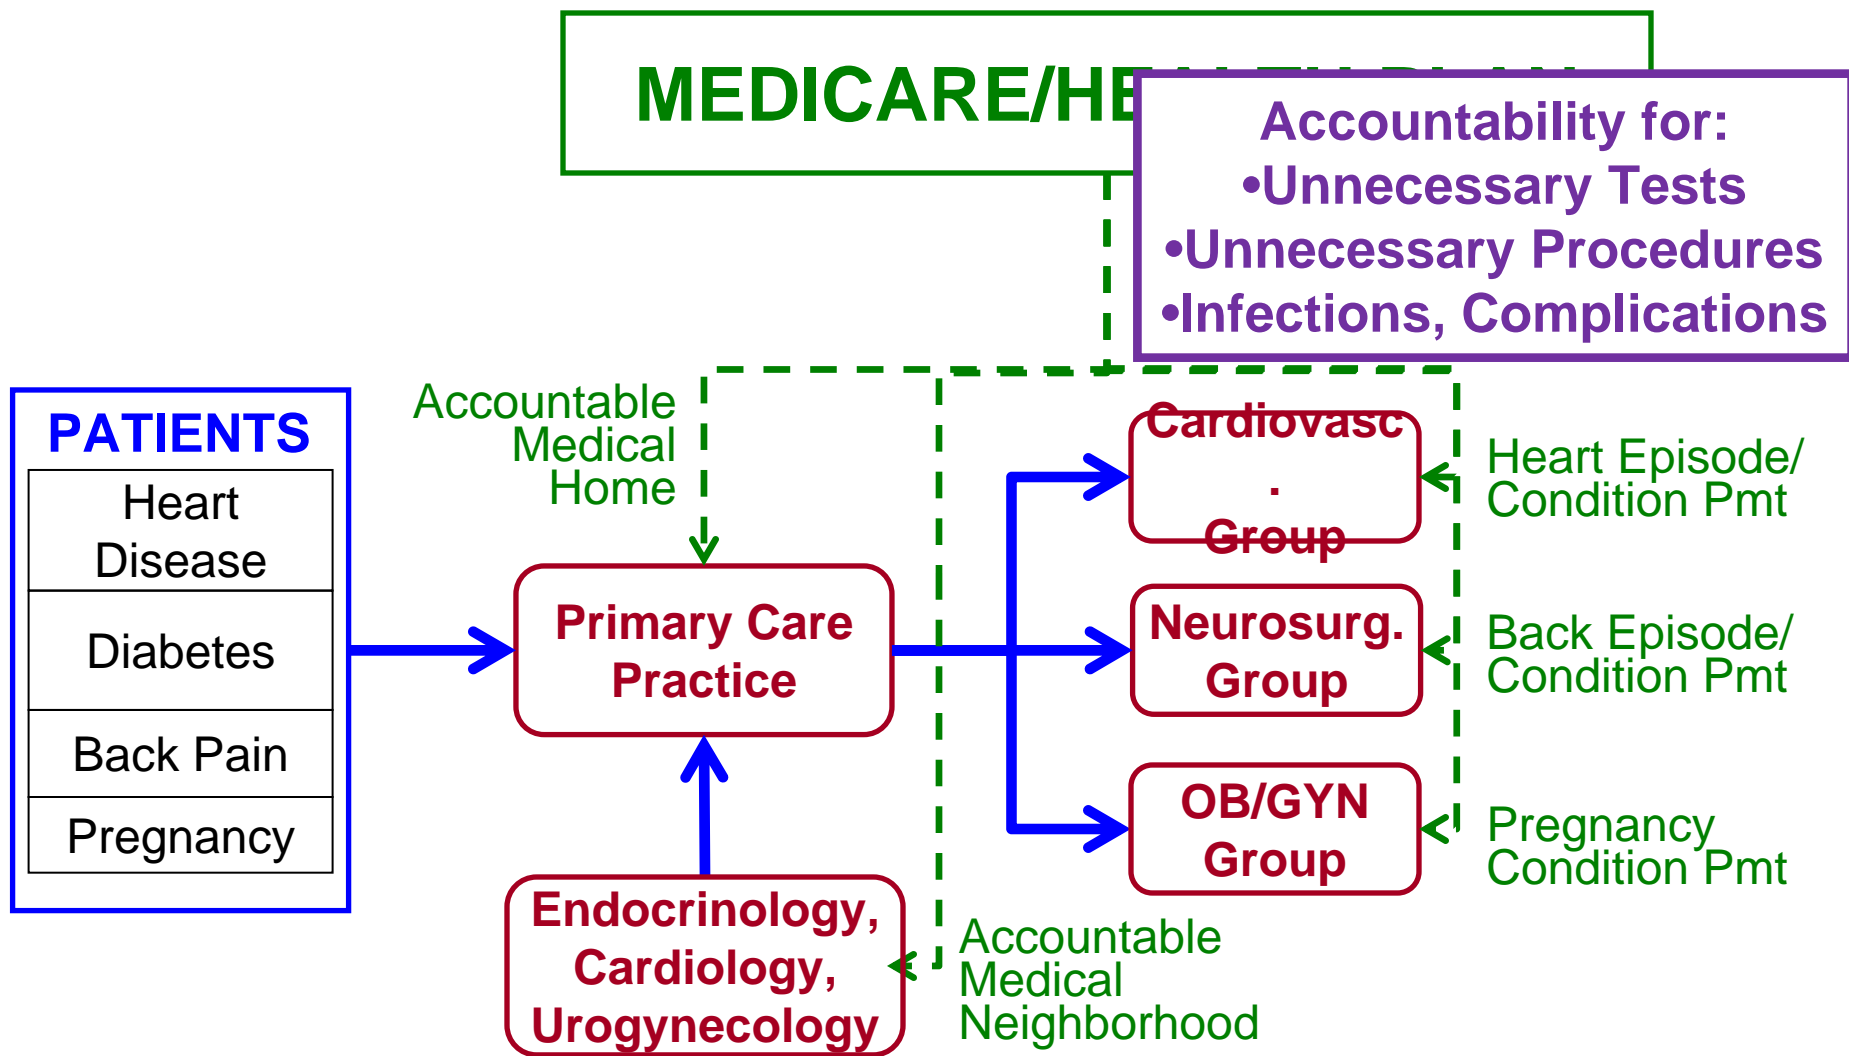 MEDICARE/HE
Accountability for:
•Unnecessary Tests
•Unnecessary Procedures
•Infections, Complications
PATIENTS
Heart
Disease
Diabetes
Back Pain
Pregnancy
Accountable
Medical
Home
Primary Care
Practice
Endocrinology,
Cardiology,
Urogynecology
Accountable
Medical
Neighborhood
Cardiovasc
.
Group
Neurosurg.
Group
OB/GYN
Group
Heart Episode/
Condition Pmt
Back Episode/
Condition Pmt
Pregnancy
Condition Pmt